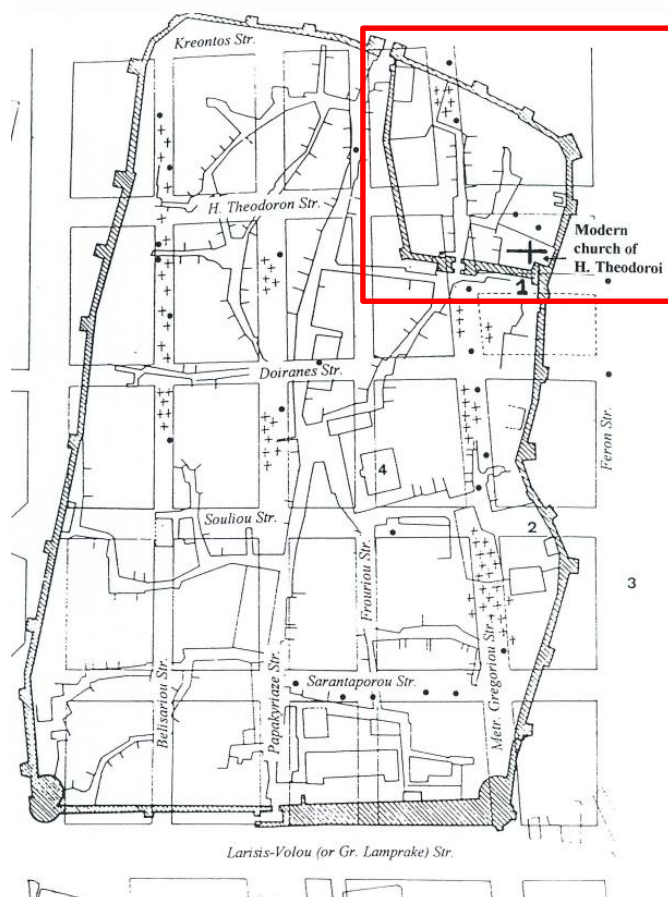 Kreontos Str.
H. Theodoron Str.
Modern
church of
H. Theodoroi
1
Doiranes Str.
Feron Str.
4
Souliou Str.
2
Frouriou Str.
3
Belisariou Str.
Papakyriaze Str.
Sarantaporou Str.
Metr. Gregoriou Str.
Larisis-Volou (or Gr. Lamprake) Str.